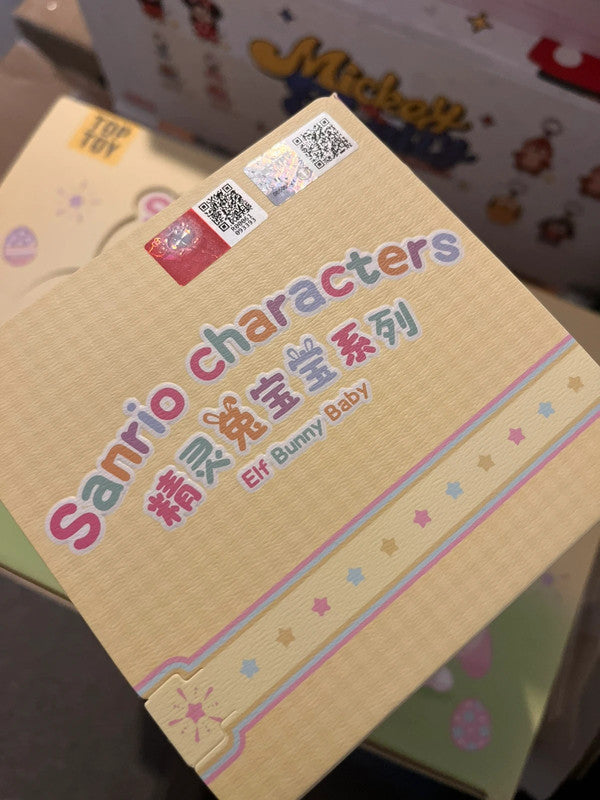 Mickey
TOP
TOY
Sanrio characters
精灵兔宝宝系列
Elf Bunny Baby